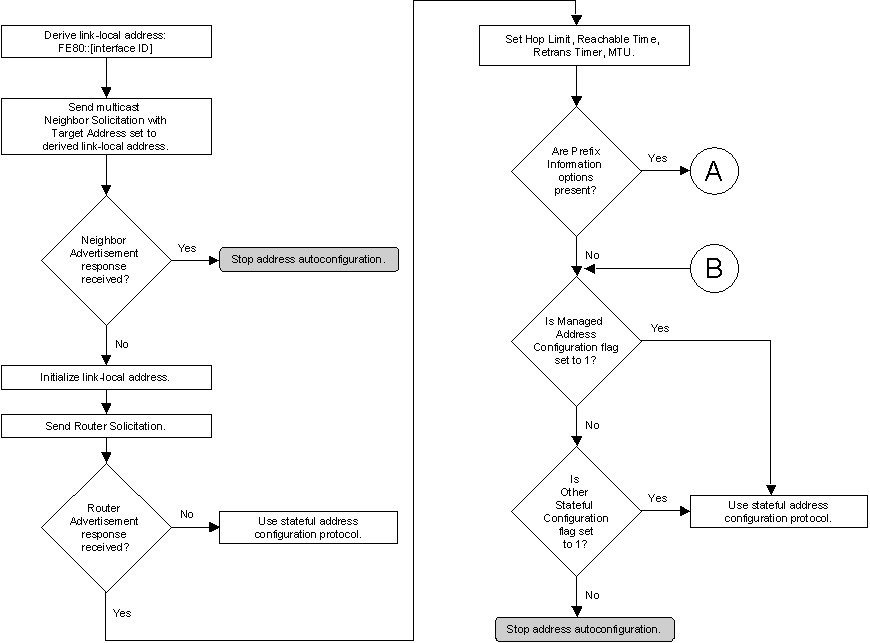 Derive link-local address:
FE80::[interface ID]
Send multicast
Neighbor Solicitation with
Target Address set to
derived link-local address.
Neighbor
Advertisement
response
received?
Yes
Stop address autoconfiguration.
No
Initialize link-local address.
Send Router Solicitation.
Router
Advertisement
response
received?
No
Use stateful address
configuration protocol.
Yes
Set Hop Limit, Reachable Time,
Retrans Timer, MTU.
Are Prefix
Information
options
present?
Yes
A
No
B
Is Managed
Address
Configuration flag
set to 1?
Yes
No
Is
Other
Stateful
Configuration
flag set
to 1?
Yes
Use stateful address
configuration protocol.
No
Stop address autoconfiguration.